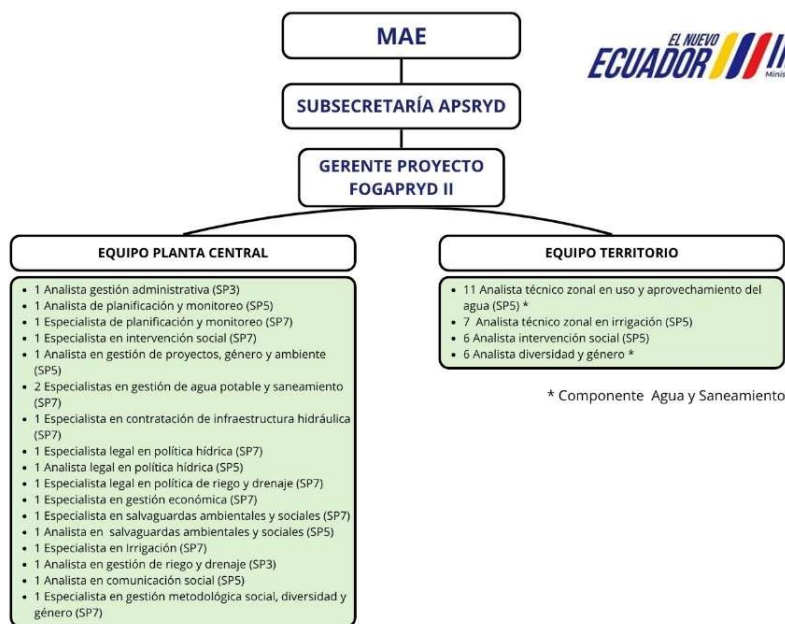 MAE
EL NUEVO
ECUADOR
SUBSECRETARÍA APSRYD
GERENTE PROYECTO
FOGAPRYD II
EQUIPO PLANTA CENTRAL
• 1 Analista gestión administrativa (SP3)
• 1 Analista de planificación y monitoreo (SP5)
• 1 Especialista de planificación y monitoreo (SP7)
• 1 Especialista en intervención social (SP7)
• 1 Analista en gestión de proyectos, género y ambiente
(SP5)
• 2 Especialistas en gestión de agua potable y saneamiento
(SP7)
• 1 Especialista en contratación de infraestructura hidráulica
(SP7)
• 1 Especialista legal en política hídrica (SP7)
• 1 Analista legal en política hídrica (SP5)
• 1 Especialista legal en política de riego y drenaje (SP7)
• 1 Especialista en gestión económica (SP7)
• 1 Especialista en salvaguardas ambientales y sociales (SP7)
• 1 Analista en salvaguardas ambientales y sociales (SP5)
• 1 Especialista en Irrigación (SP7)
• 1 Analista en gestión de riego y drenaje (SP3)
• 1 Analista en comunicación social (SP5)
• 1 Especialista en gestión metodológica social, diversidad y
género (SP7)
EQUIPO TERRITORIO
• 11 Analista técnico zonal en uso y aprovechamiento del
agua (SP5) *
• 7 Analista técnico zonal en irrigación (SP5)
• 6 Analista intervención social (SP5)
• 6 Analista diversidad y género *
* Componente Agua y Saneamiento